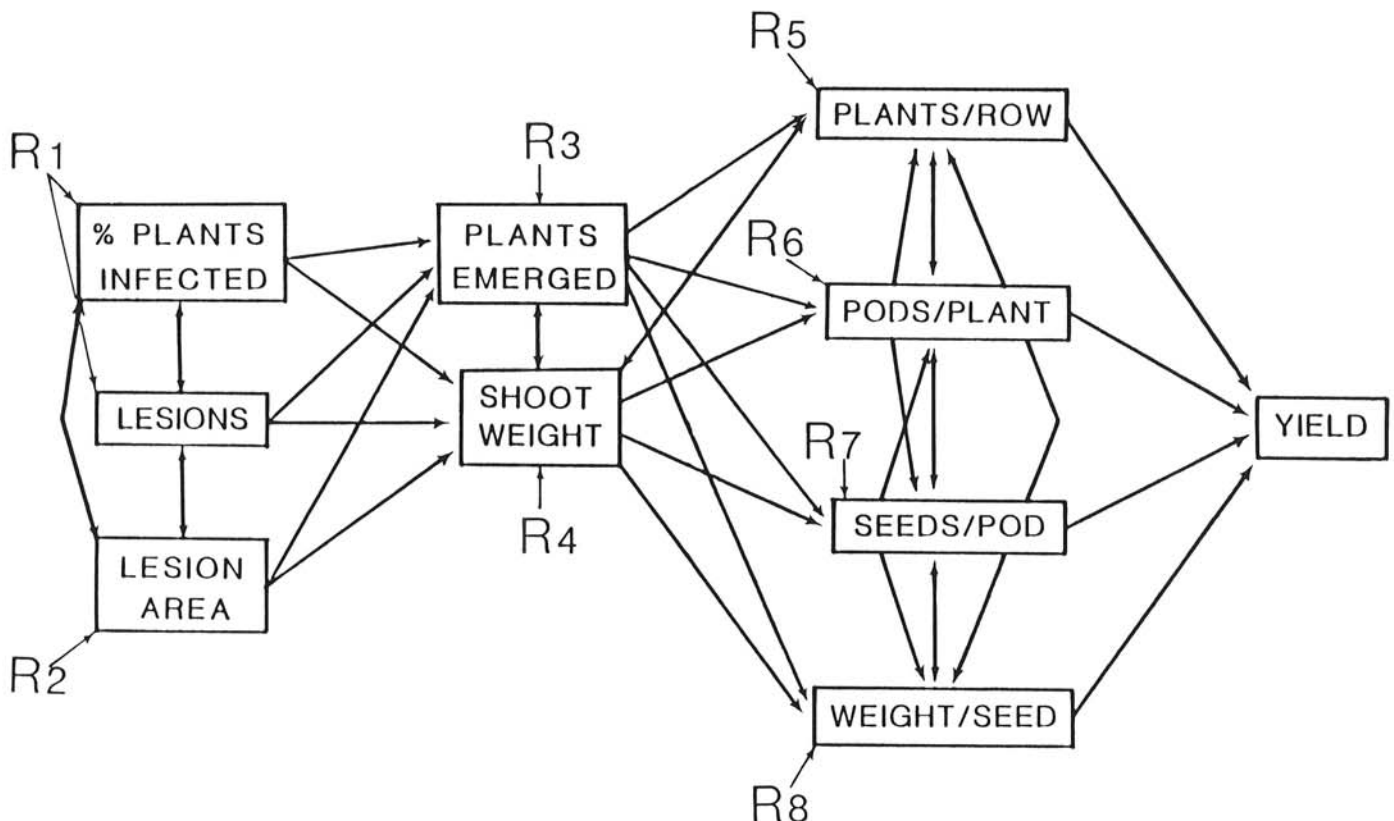 R1
% PLANTS
INFECTED
LESIONS
LESION
AREA
R2
R3
PLANTS
EMERGED
SHOOT
WEIGHT
R4
R5
PLANTS/ROW
R6
PODS/PLANT
R7
SEEDS/POD
WEIGHT/SEED
R8
YIELD